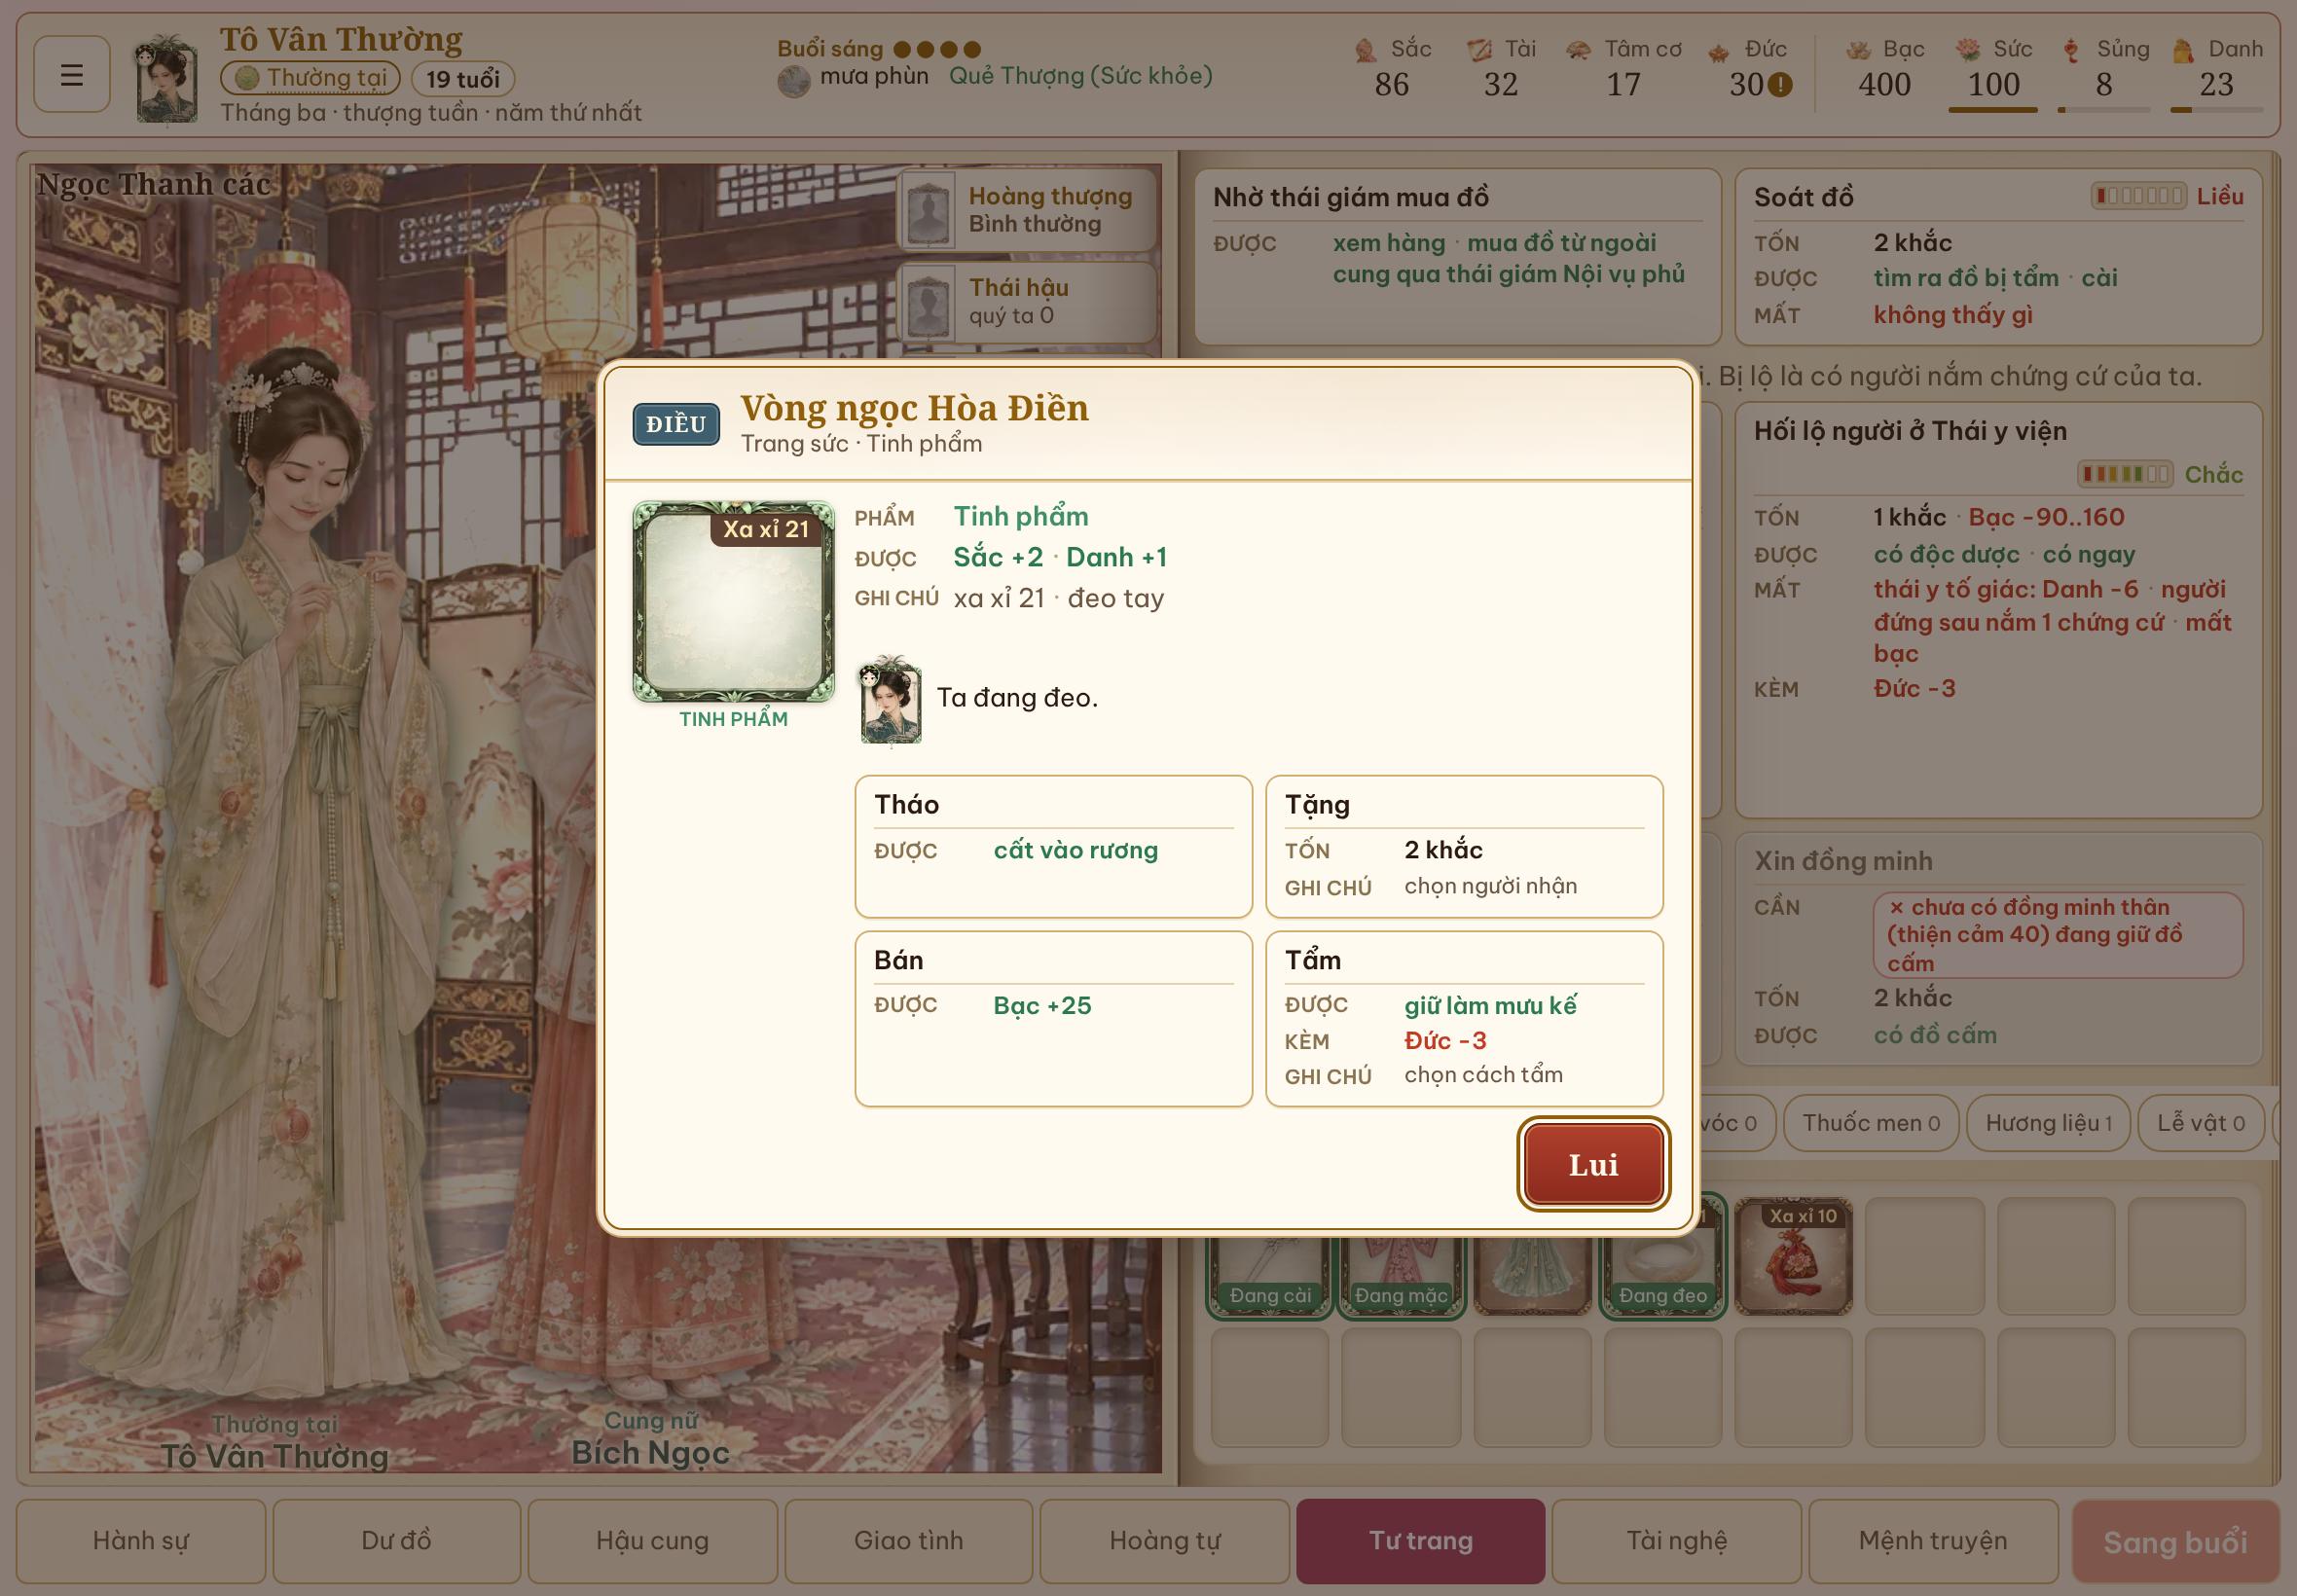 Tô Vân Thường
Thường tại
19 tuổi
Tháng ba · thượng tuần · năm thứ nhất
Buổi sáng
mưa phùn Quẻ Thượng (Sức khỏe)
Sắc Tài Tâm cơ Đức Bạc Sức Sủng Danh
86 32 17 30 ! 400 100 8 23
Ngọc Thanh các
Hoàng thượng
Bình thường
Thái hậu
quý ta 0
Nhờ thái giám mua đồ
ĐƯỢC xem hàng · mua đồ từ ngoài
cung qua thái giám Nội vụ phủ
Soát đồ Liều
TỐN 2 khắc
ĐƯỢC tìm ra đồ bị tẩm · cài
MẤT không thấy gì
. Bị lộ là có người nắm chứng cứ của ta.
Hối lộ người ở Thái y viện
Chắc
TỐN 1 khắc · Bạc -90..160
ĐƯỢC có độc dược · có ngay
MẤT thái y tố giác: Danh -6 · người
đứng sau nắm 1 chứng cứ · mất
bạc
KÈM Đức -3
Xin đồng minh
CẦN × chưa có đồng minh thân
(thiện cảm 40) đang giữ đồ
cấm
TỐN 2 khắc
ĐƯỢC có đồ cấm
ĐIỀU
Vòng ngọc Hòa Điền
Trang sức · Tinh phẩm
Xa xỉ 21
TINH PHẨM
PHẨM Tinh phẩm
ĐƯỢC Sắc +2 · Danh +1
GHI CHÚ xa xỉ 21 · đeo tay
Ta đang đeo.
Tháo
ĐƯỢC cất vào rương
Tặng
TỐN 2 khắc
GHI CHÚ chọn người nhận
Bán
ĐƯỢC Bạc +25
Tẩm
ĐƯỢC giữ làm mưu kế
KÈM Đức -3
GHI CHÚ chọn cách tẩm
Lui
vóc 0 Thuốc men 0 Hương liệu 1 Lễ vật 0
1 Xa xỉ 10
Đang cài Đang mặc Đang đeo
Thường tại
Tô Vân Thường
Cung nữ
Bích Ngọc
Hành sự Dư đồ Hậu cung Giao tình Hoàng tự Tư trang Tài nghệ Mệnh truyện Sang buổi